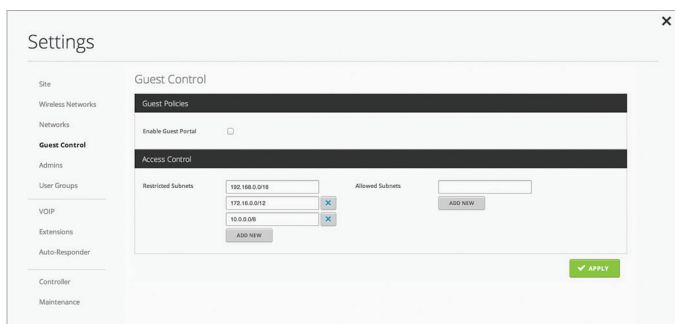 Settings
Site
Wireless Networks
Networks
Guest Control
Admins
User Groups
VOIP
Extensions
Auto-Responder
Controller
Maintenance
Guest Control
Guest Policies
Enable Guest Portal
Access Control
Restricted Subnets
192.168.0.0/16
172.16.0.0/12
10.0.0.0/8
ADD NEW
Allowed Subnets
ADD NEW
APPLY